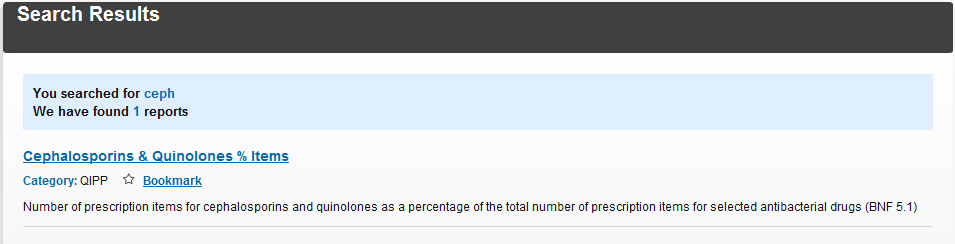 Search Results
You searched for ceph
We have found 1 reports
Cephalosporins & Quinolones % Items
Category: QIPP ☆ Bookmark
Number of prescription items for cephalosporins and quinolones as a percentage of the total number of prescription items for selected antibacterial drugs (BNF 5.1)